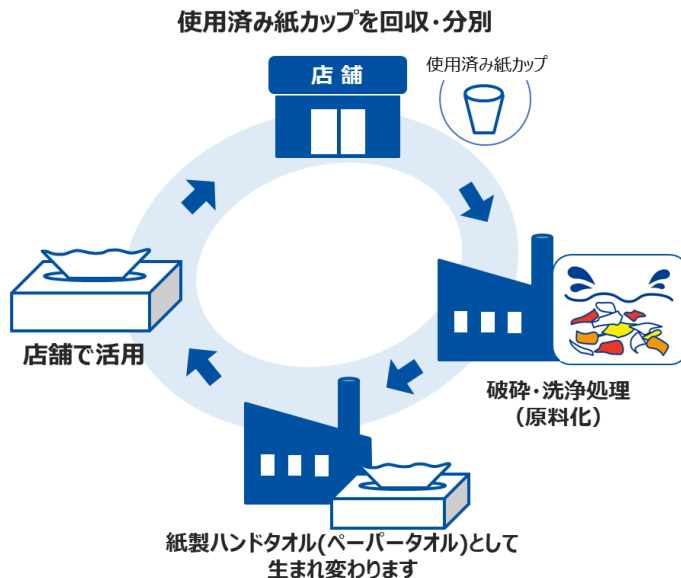 使用済み紙カップを回収・分別
店舗
使用済み紙カップ
破砕・洗浄処理
（原料化）
紙製ハンドタオル(ペーパータオル)として
生まれ変わります
店舗で活用